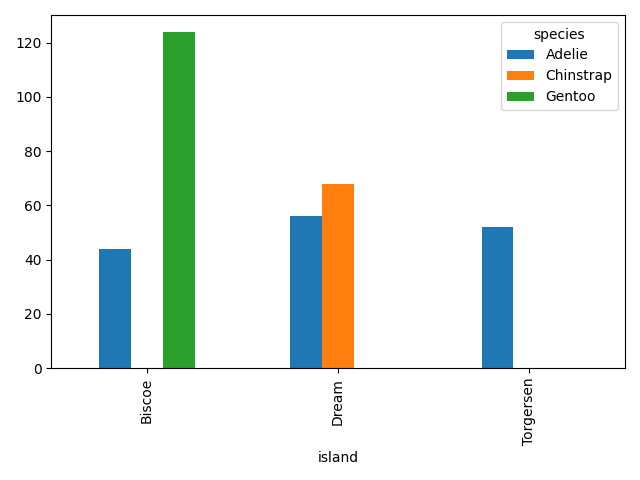 species
Adelie
Chinstrap
Gentoo
120
100
80
60
40
20
0
Biscoe
Dream
Torgersen
island